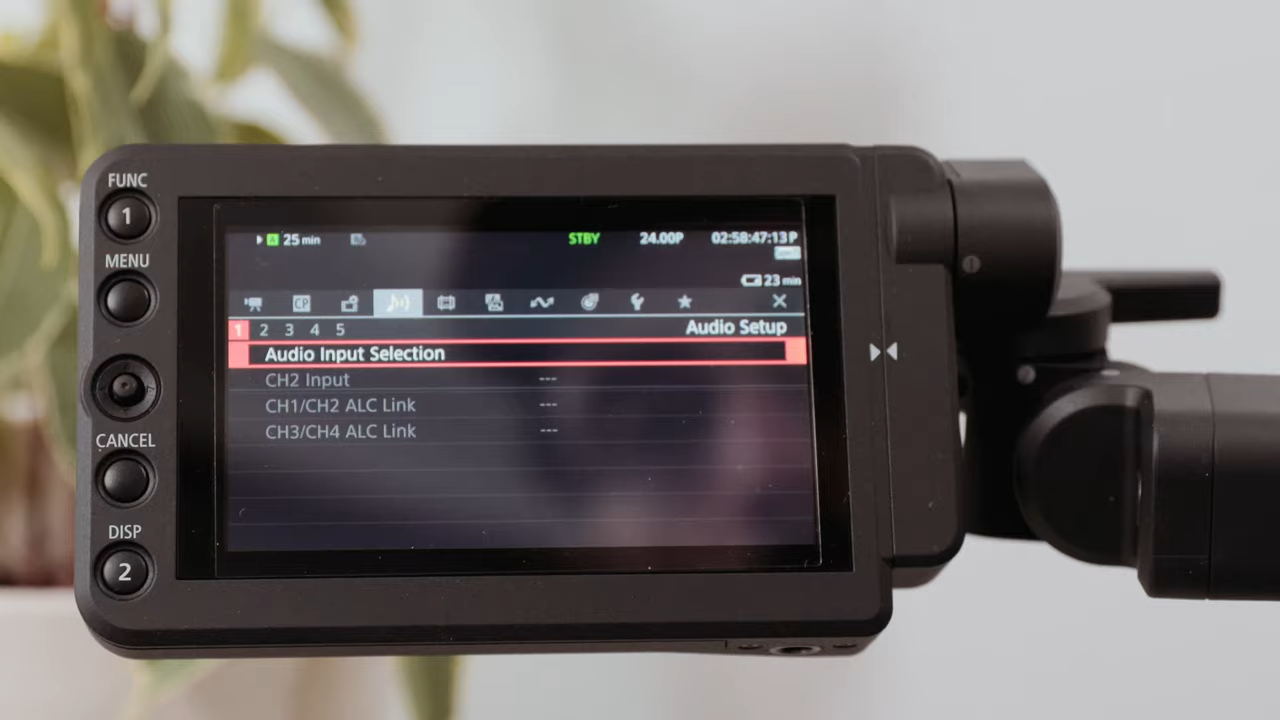 FUNC
1
MENU
CANCEL
DISP
2
A 25 min STBY 24.00P 02:58:47:13 P
23 min
CP
1 2 3 4 5 Audio Setup
Audio Input Selection
CH2 Input ---
CH1/CH2 ALC Link ---
CH3/CH4 ALC Link ---